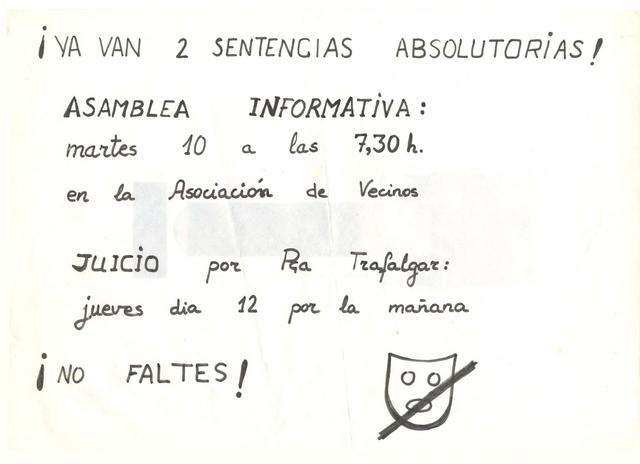 ¡YA VAN 2 SENTENCIAS ABSOLUTORIAS!
ASAMBLEA INFORMATIVA:
martes 10 a las 7,30 h.
en la Asociación de Vecinos
JUICIO por Pza Trafalgar:
jueves dia 12 por la mañana
¡NO FALTES!